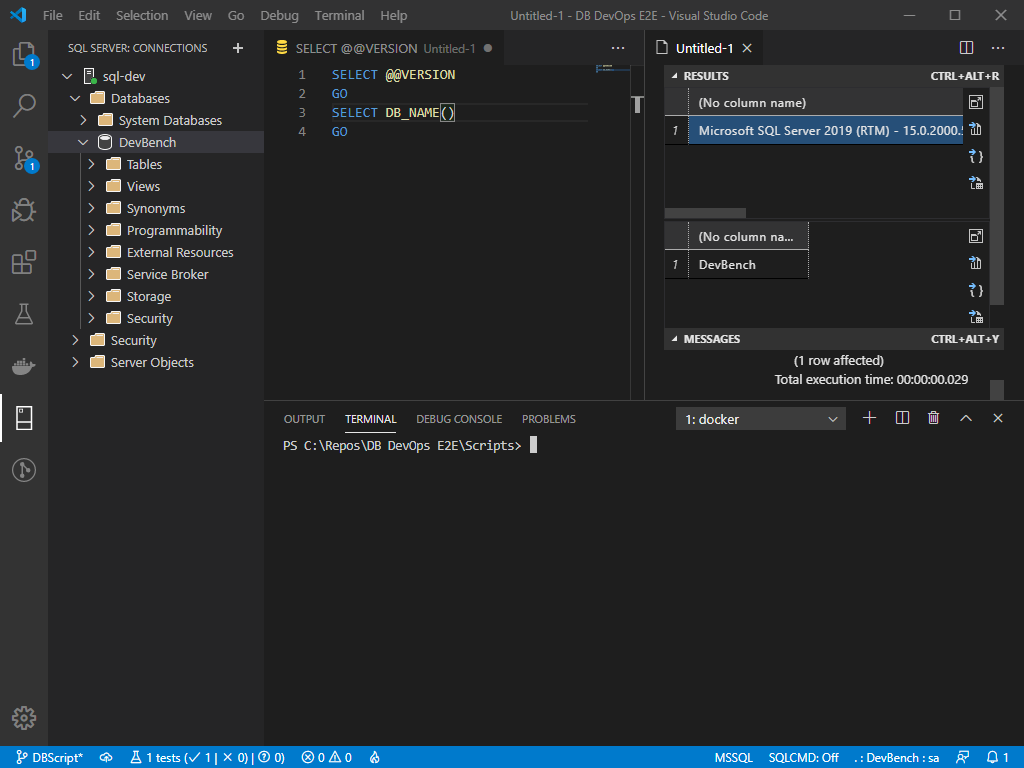 File Edit Selection View Go Debug Terminal Help Untitled-1 - DB DevOps E2E - Visual Studio Code
SQL SERVER: CONNECTIONS
sql-dev
Databases
System Databases
DevBench
Tables
Views
Synonyms
Programmability
External Resources
Service Broker
Storage
Security
Security
Server Objects
1
1
SELECT @@VERSION Untitled-1
1 SELECT @@VERSION
2 GO
3 SELECT DB_NAME()
4 GO
Untitled-1
RESULTS CTRL+ALT+R
(No column name)
1 Microsoft SQL Server 2019 (RTM) - 15.0.2000.
(No column na...
1 DevBench
MESSAGES CTRL+ALT+Y
(1 row affected)
Total execution time: 00:00:00.029
OUTPUT TERMINAL DEBUG CONSOLE PROBLEMS 1: docker
PS C:\Repos\DB DevOps E2E\Scripts>
DBScript* 1 tests (✓ 1 | × 0) | ? 0) 0 0 MSSQL SQLCMD: Off . : DevBench : sa 1